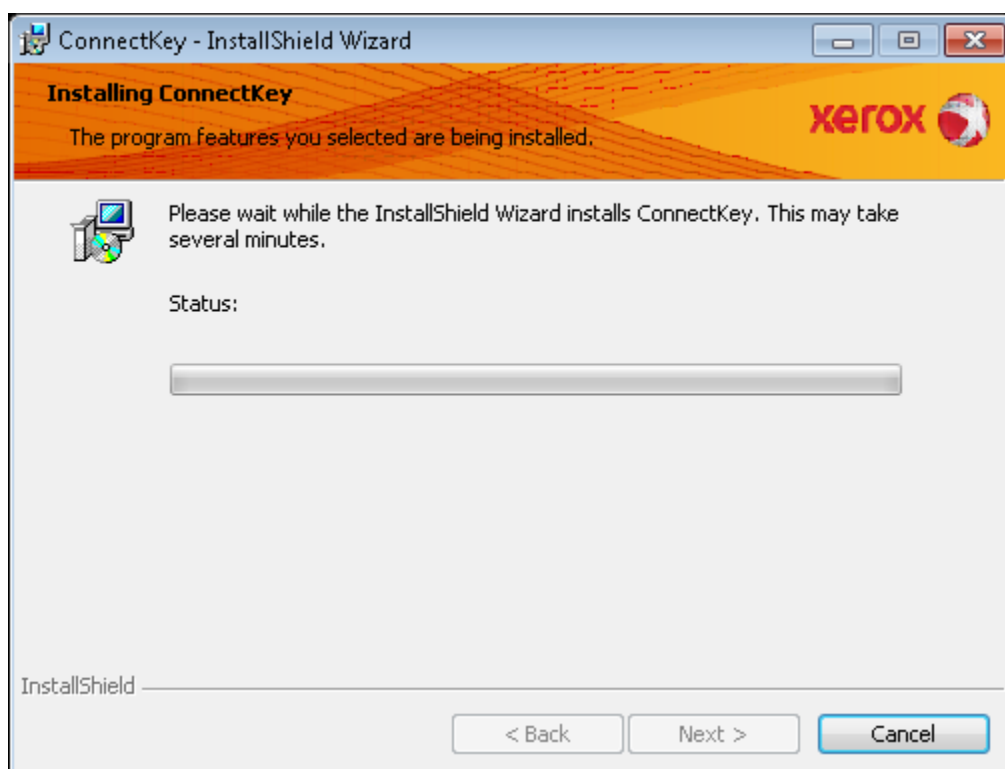 ConnectKey - InstallShield Wizard
Installing ConnectKey
The program features you selected are being installed.
xerox
Please wait while the InstallShield Wizard installs ConnectKey. This may take
several minutes.
Status:
InstallShield
< Back
Next >
Cancel